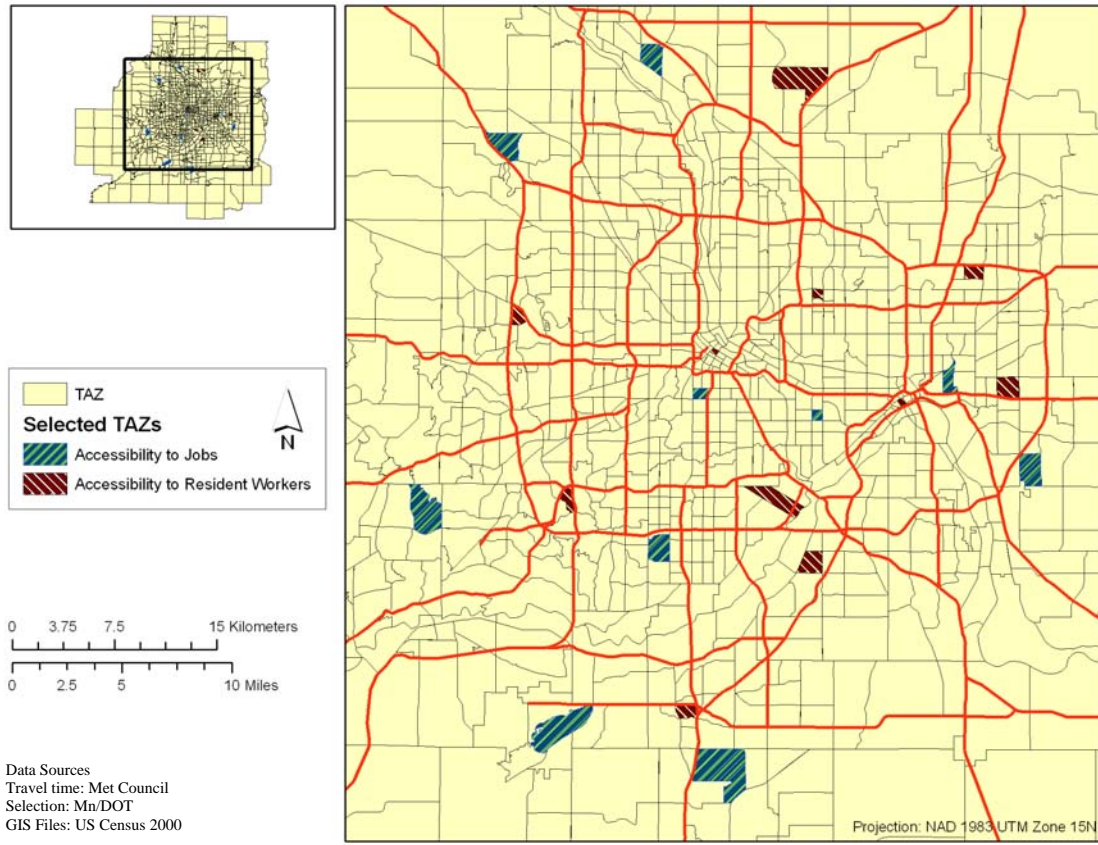 TAZ
Selected TAZs
Accessibility to Jobs
Accessibility to Resident Workers
N
0 3.75 7.5 15 Kilometers
0 2.5 5 10 Miles
Data Sources
Travel time: Met Council
Selection: Mn/DOT
GIS Files: US Census 2000
Projection: NAD 1983 UTM Zone 15N